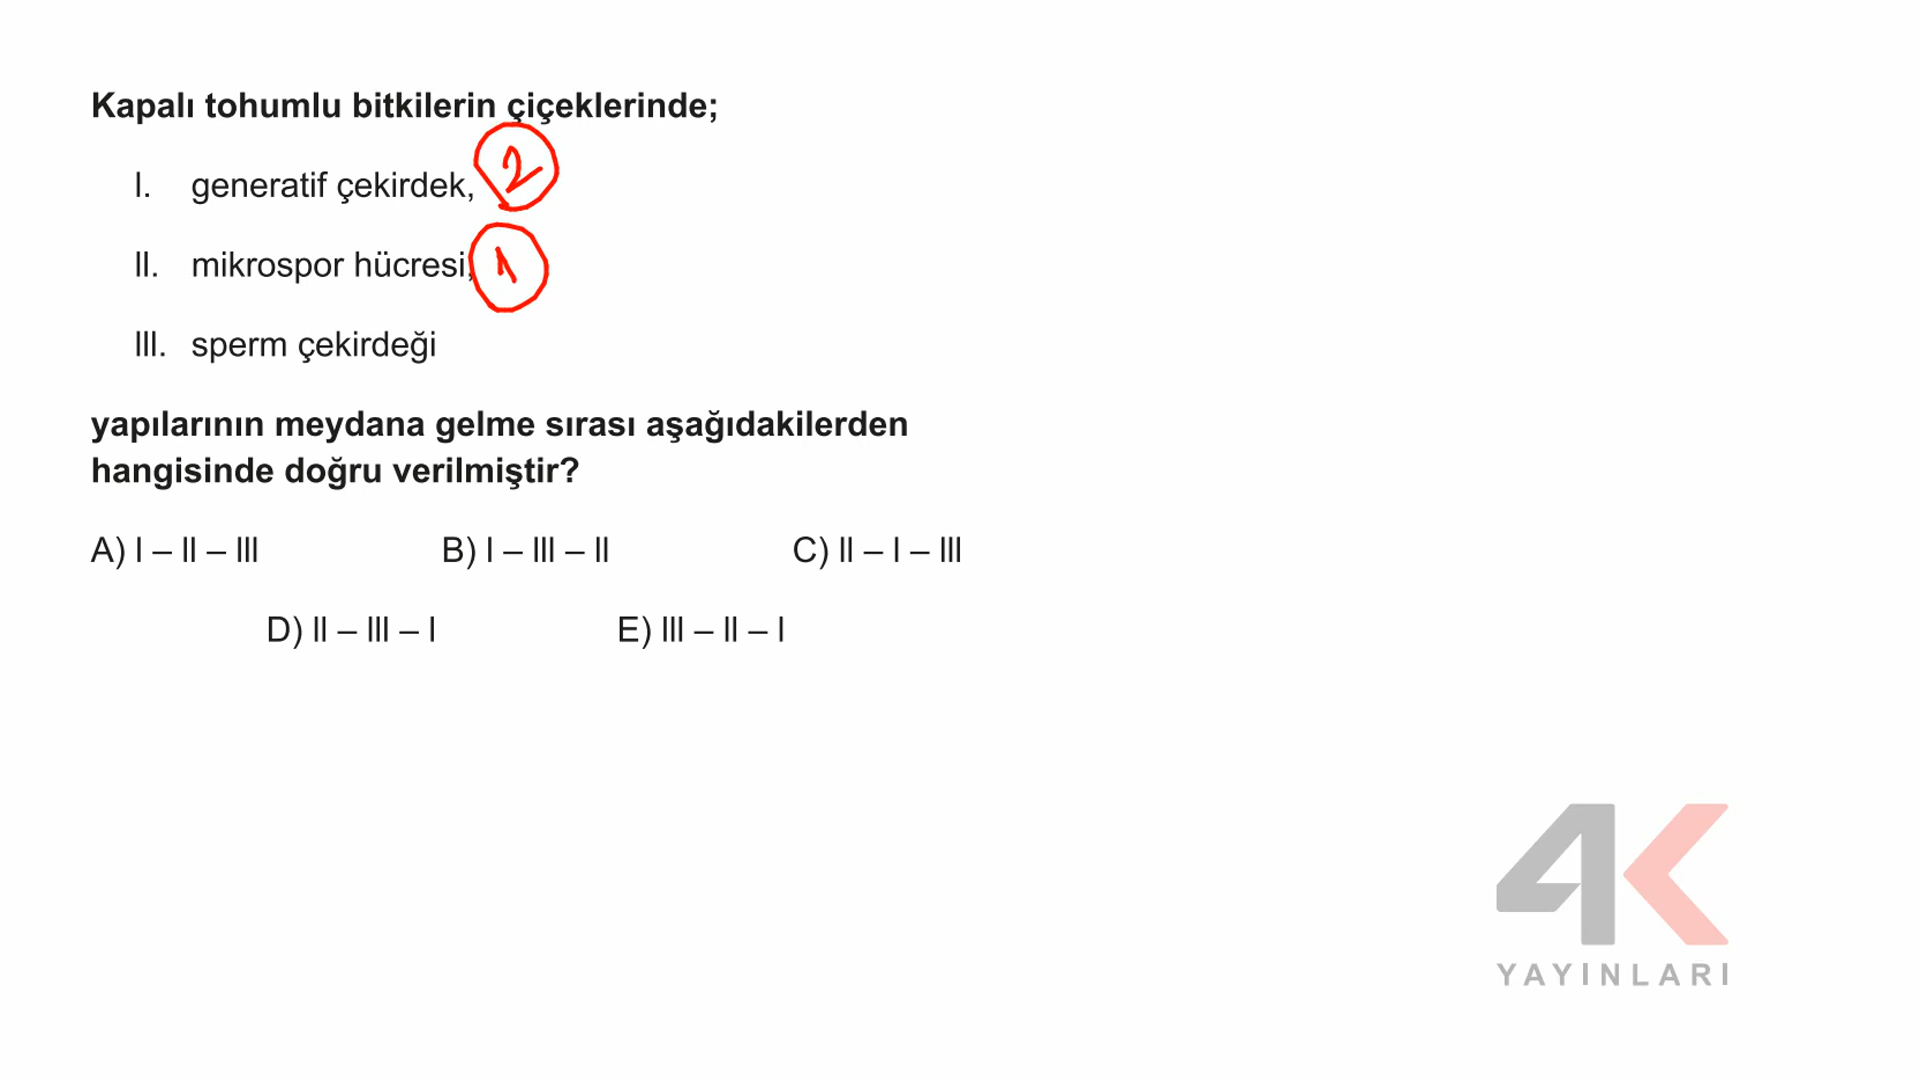 Kapalı tohumlu bitkilerin çiçeklerinde;
I. generatif çekirdek, 2
II. mikrospor hücresi, 1
III. sperm çekirdeği
yapılarının meydana gelme sırası aşağıdakilerden
hangisinde doğru verilmiştir?
A) I – II – III B) I – III – II C) II – I – III
D) II – III – I E) III – II – I
4K
YAYINLARI